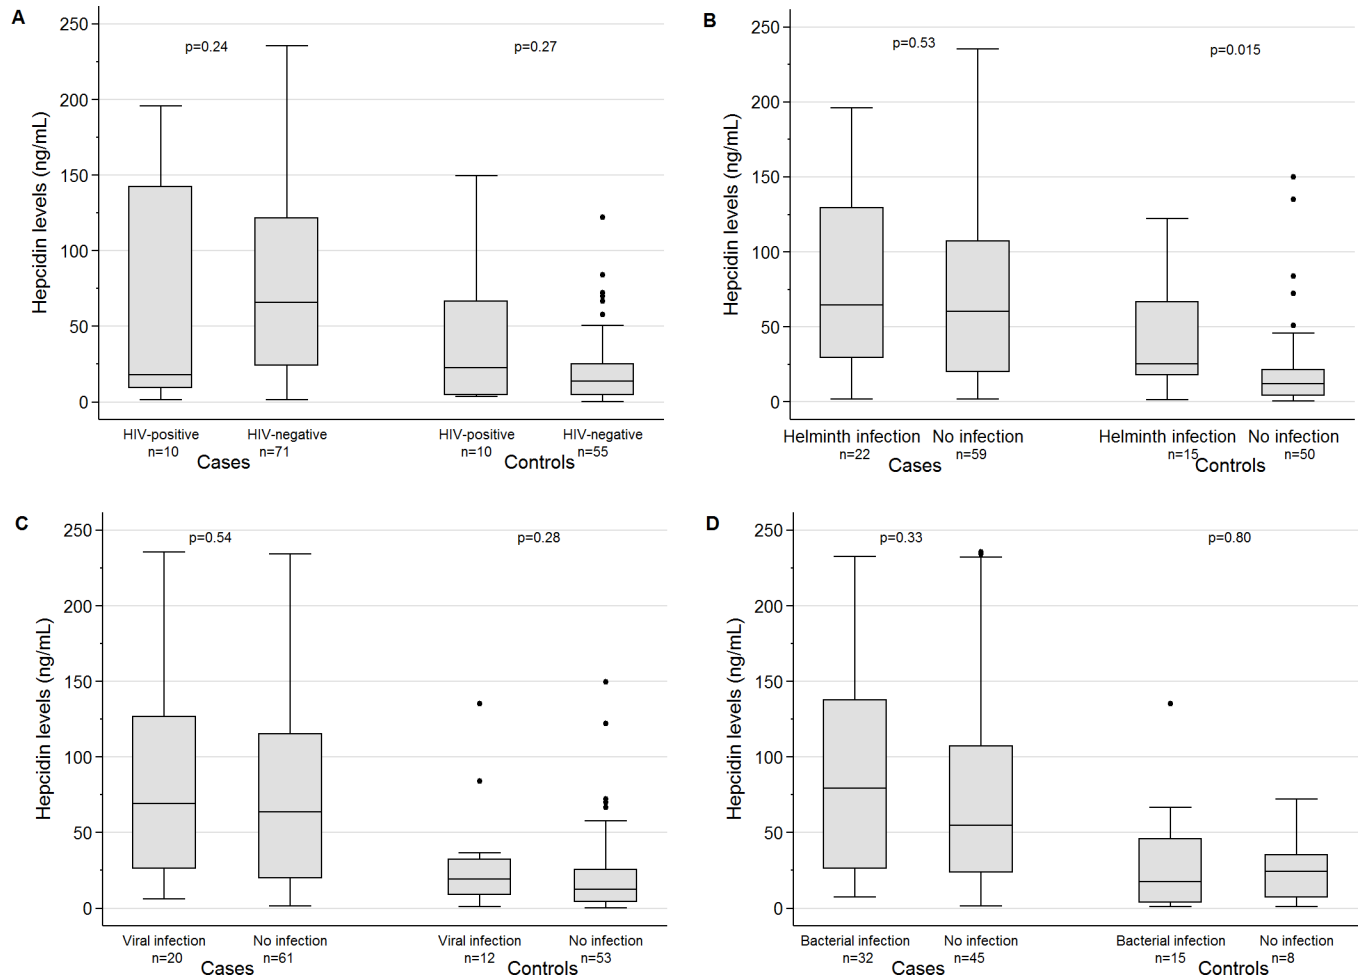 A
p=0.24
p=0.27
Hepcidin levels (ng/mL)
250
200
150
100
50
0
HIV-positive HIV-negative HIV-positive HIV-negative
n=10 n=71 n=10 n=55
Cases Controls
B
p=0.53
p=0.015
Hepcidin levels (ng/mL)
250
200
150
100
50
0
Helminth infection No infection Helminth infection No infection
n=22 n=59 n=15 n=50
Cases Controls
C
p=0.54
p=0.28
Hepcidin levels (ng/mL)
250
200
150
100
50
0
Viral infection No infection Viral infection No infection
n=20 n=61 n=12 n=53
Cases Controls
D
p=0.33
p=0.80
Hepcidin levels (ng/mL)
250
200
150
100
50
0
Bacterial infection No infection Bacterial infection No infection
n=32 n=45 n=15 n=8
Cases Controls